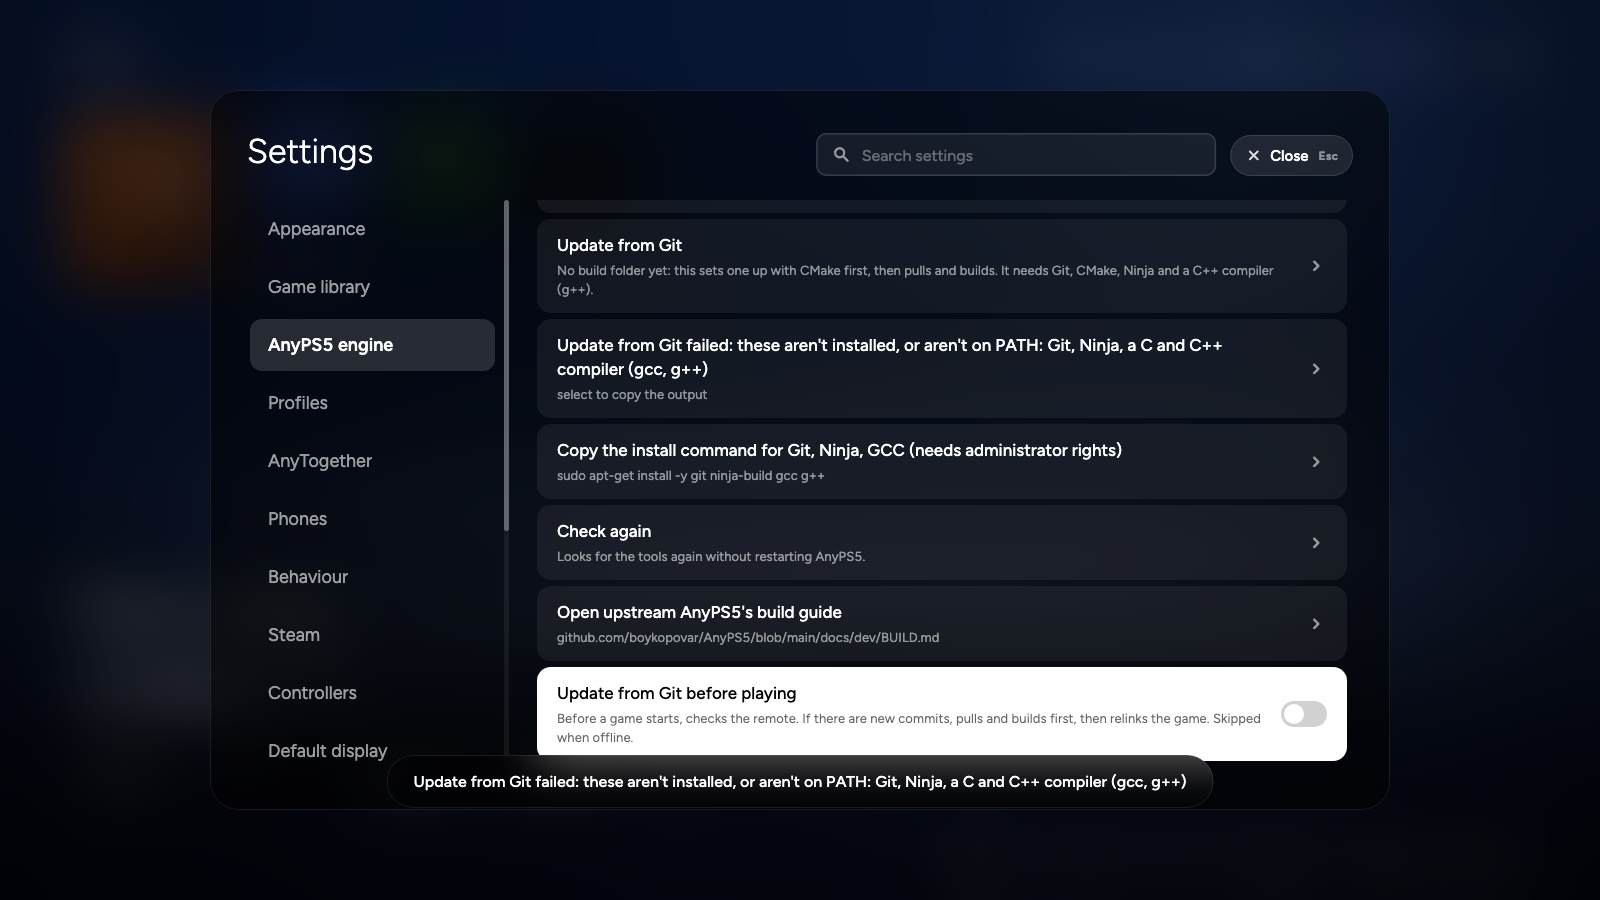 Settings
Search settings
Close Esc
Appearance
Game library
AnyPS5 engine
Profiles
AnyTogether
Phones
Behaviour
Steam
Controllers
Default display
Update from Git
No build folder yet: this sets one up with CMake first, then pulls and builds. It needs Git, CMake, Ninja and a C++ compiler
(g++).
Update from Git failed: these aren't installed, or aren't on PATH: Git, Ninja, a C and C++
compiler (gcc, g++)
select to copy the output
Copy the install command for Git, Ninja, GCC (needs administrator rights)
sudo apt-get install -y git ninja-build gcc g++
Check again
Looks for the tools again without restarting AnyPS5.
Open upstream AnyPS5's build guide
github.com/boykopovar/AnyPS5/blob/main/docs/dev/BUILD.md
Update from Git before playing
Before a game starts, checks the remote. If there are new commits, pulls and builds first, then relinks the game. Skipped
when offline.
Update from Git failed: these aren't installed, or aren't on PATH: Git, Ninja, a C and C++ compiler (gcc, g++)